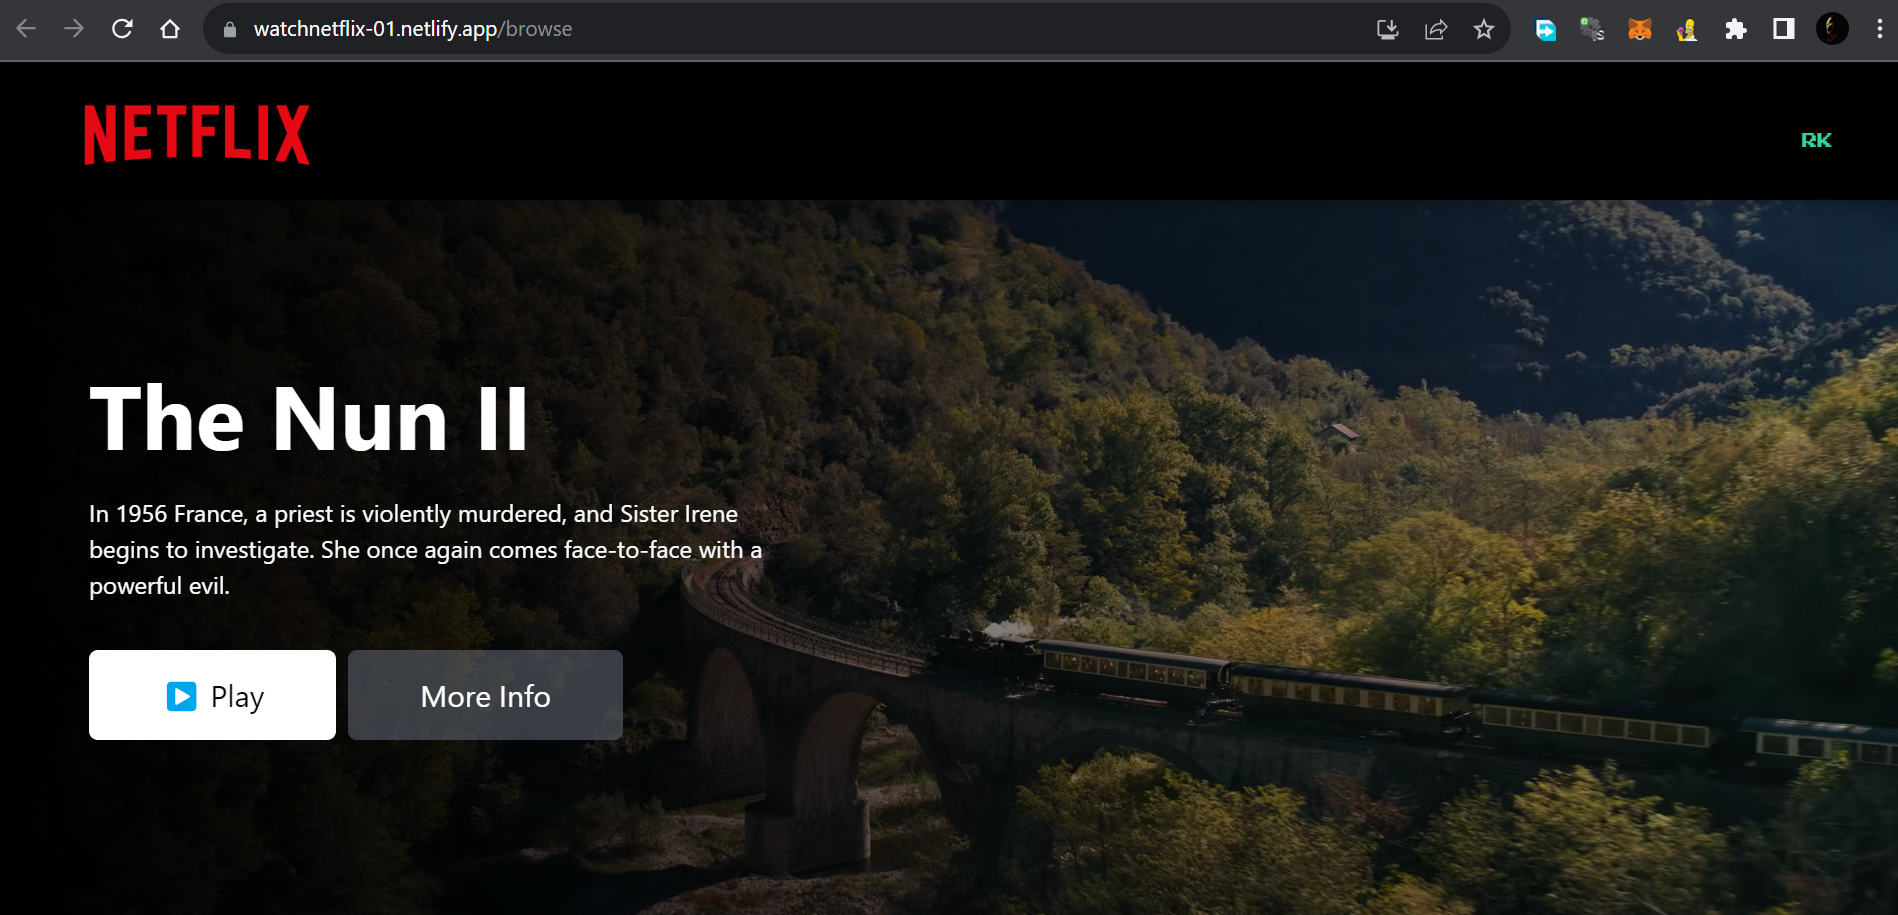 watchnetflix-01.netlify.app/browse
NETFLIX
RK
The Nun II
In 1956 France, a priest is violently murdered, and Sister Irene
begins to investigate. She once again comes face-to-face with a
powerful evil.
Play
More Info